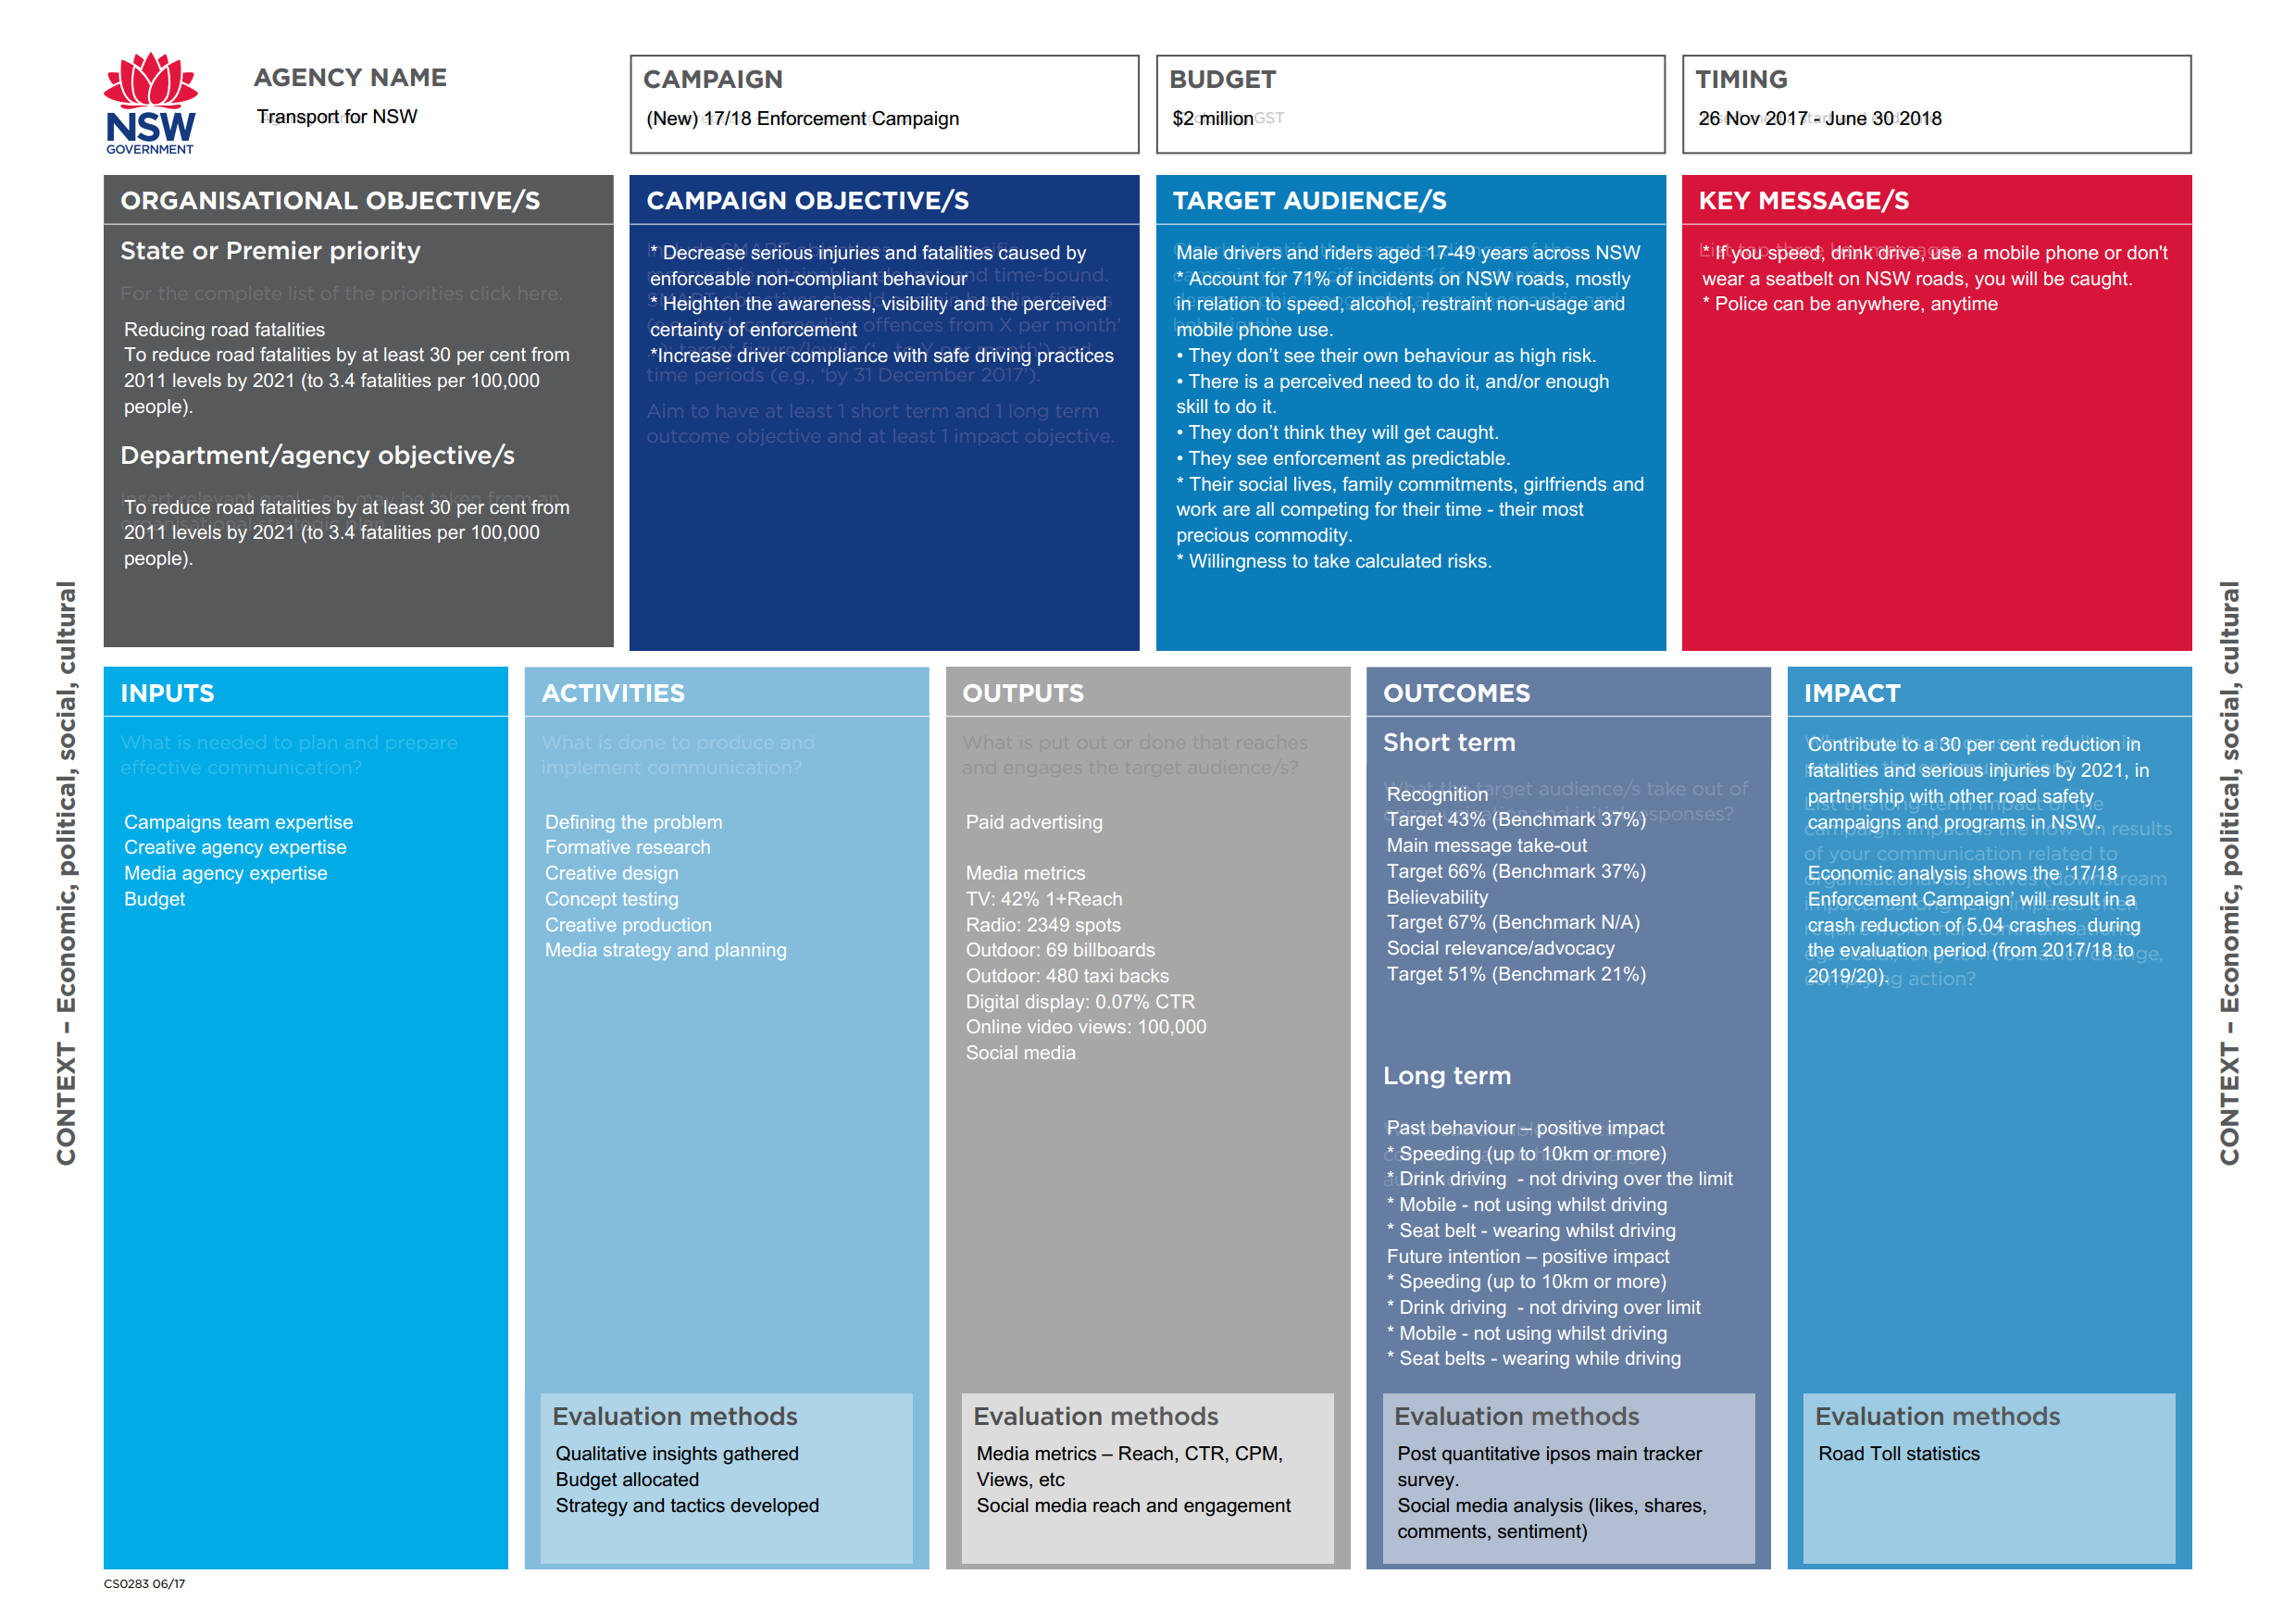 NSW
GOVERNMENT
AGENCY NAME
Transport for NSW
CAMPAIGN
(New) 17/18 Enforcement Campaign
BUDGET
$2 million
GST
TIMING
26 Nov 2017 - June 30 2018
ORGANISATIONAL OBJECTIVE/S
State or Premier priority
For the complete list of the priorities click here.
Reducing road fatalities
To reduce road fatalities by at least 30 per cent from
2011 levels by 2021 (to 3.4 fatalities per 100,000
people).
Department/agency objective/s
To reduce road fatalities by at least 30 per cent from
2011 levels by 2021 (to 3.4 fatalities per 100,000
people).
CAMPAIGN OBJECTIVE/S
* Decrease serious injuries and fatalities caused by
enforceable non-compliant behaviour
and time-bound.
* Heighten the awareness, visibility and the perceived
certainty of enforcement
offences from X per month'
*Increase driver compliance with safe driving practices
time periods (e.g., 'by 31 December 2017').
Aim to have at least 1 short term and 1 long term
outcome objective and at least 1 impact objective.
TARGET AUDIENCE/S
Male drivers and riders aged 17-49 years across NSW
* Account for 71% of incidents on NSW roads, mostly
in relation to speed, alcohol, restraint non-usage and
mobile phone use.
• They don't see their own behaviour as high risk.
• There is a perceived need to do it, and/or enough
skill to do it.
• They don't think they will get caught.
• They see enforcement as predictable.
* Their social lives, family commitments, girlfriends and
work are all competing for their time - their most
precious commodity.
* Willingness to take calculated risks.
KEY MESSAGE/S
* If you speed, drink drive, use a mobile phone or don't
wear a seatbelt on NSW roads, you will be caught.
* Police can be anywhere, anytime
CONTEXT – Economic, political, social, cultural
INPUTS
What is needed to plan and prepare
effective communication?
Campaigns team expertise
Creative agency expertise
Media agency expertise
Budget
ACTIVITIES
What is done to produce and
implement communication?
Defining the problem
Formative research
Creative design
Concept testing
Creative production
Media strategy and planning
Evaluation methods
Qualitative insights gathered
Budget allocated
Strategy and tactics developed
OUTPUTS
What is put out or done that reaches
and engages the target audience/s?
Paid advertising
Media metrics
TV: 42% 1+Reach
Radio: 2349 spots
Outdoor: 69 billboards
Outdoor: 480 taxi backs
Digital display: 0.07% CTR
Online video views: 100,000
Social media
Evaluation methods
Media metrics – Reach, CTR, CPM,
Views, etc
Social media reach and engagement
OUTCOMES
Short term
Recognition
Target 43% (Benchmark 37%)
Main message take-out
Target 66% (Benchmark 37%)
Believability
Target 67% (Benchmark N/A)
Social relevance/advocacy
Target 51% (Benchmark 21%)
Long term
Past behaviour – positive impact
* Speeding (up to 10km or more)
* Drink driving  - not driving over the limit
* Mobile - not using whilst driving
* Seat belt - wearing whilst driving
Future intention – positive impact
* Speeding (up to 10km or more)
* Drink driving  - not driving over limit
* Mobile - not using whilst driving
* Seat belts - wearing while driving
Evaluation methods
Post quantitative ipsos main tracker
survey.
Social media analysis (likes, shares,
comments, sentiment)
IMPACT
Contribute to a 30 per cent reduction in
fatalities and serious injuries by 2021, in
partnership with other road safety
campaigns and programs in NSW.
of your communication related to
Economic analysis shows the '17/18
Enforcement Campaign' will result in a
crash reduction of 5.04 crashes  during
the evaluation period (from 2017/18 to
2019/20).
Evaluation methods
Road Toll statistics
CONTEXT – Economic, political, social, cultural
CS0283 06/17